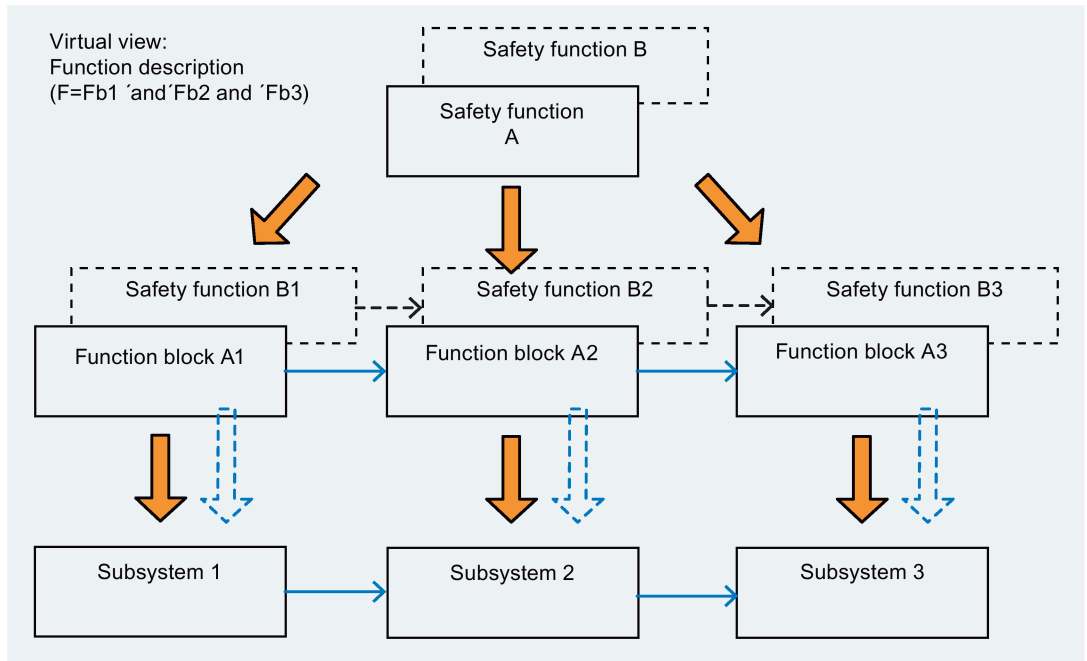 Virtual view:
Function description
(F=Fb1 ´and´Fb2 and ´Fb3)
Safety function B
Safety function
A
Safety function B1
Safety function B2
Safety function B3
Function block A1
Function block A2
Function block A3
Subsystem 1
Subsystem 2
Subsystem 3